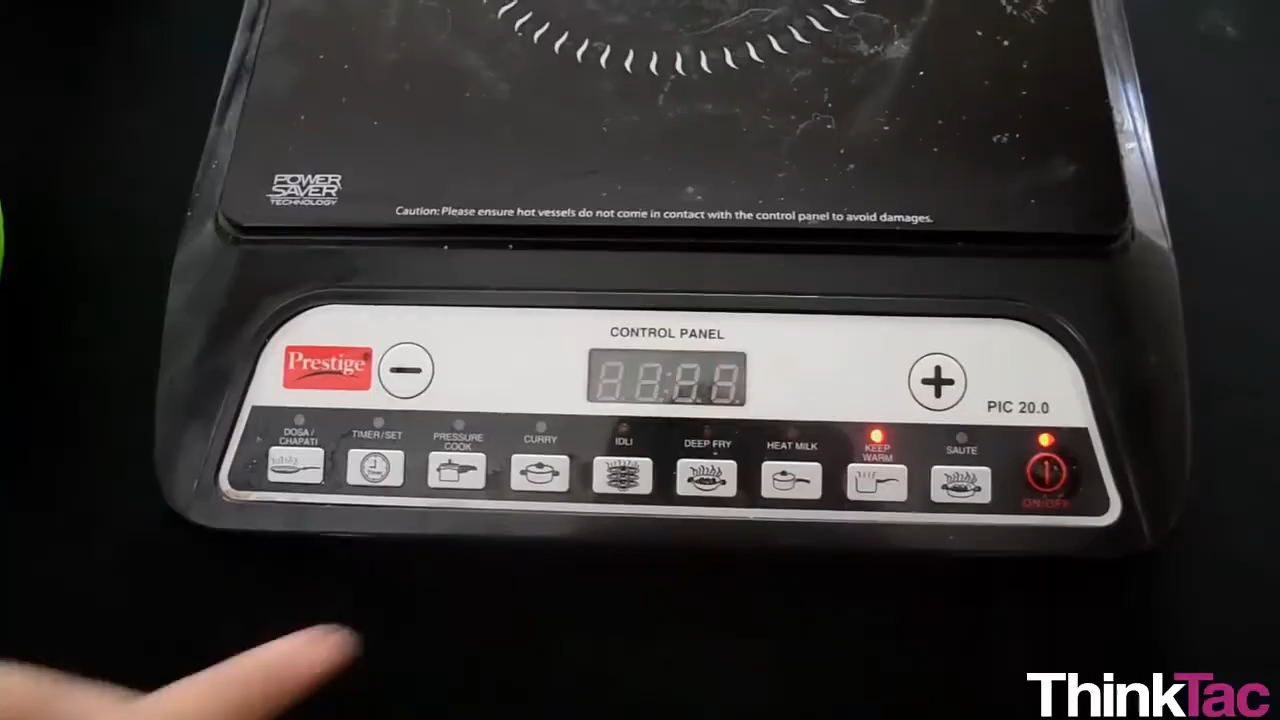 POWER
SAVER
TECHNOLOGY
Caution: Please ensure hot vessels do not come in contact with the control panel to avoid damages.
CONTROL PANEL
Prestige
PIC 20.0
DOSA /
CHAPATI
TIMER/SET
PRESSURE
COOK
CURRY
IDLI
DEEP FRY
HEAT MILK
KEEP
WARM
SAUTE
ON/OFF
ThinkTac